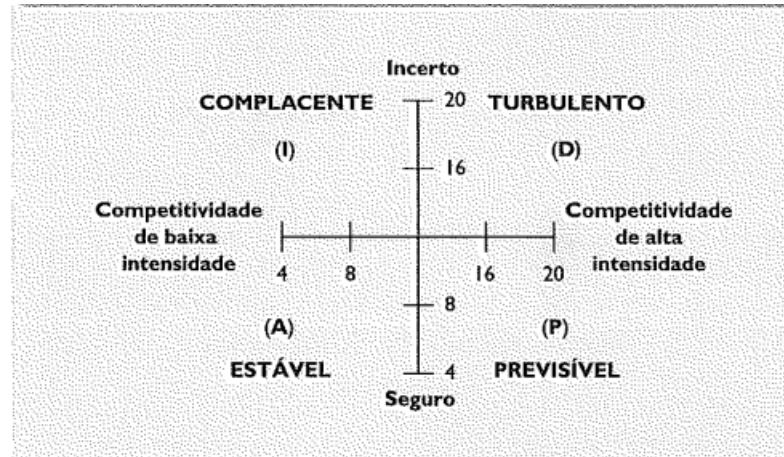 Incerto
COMPLACENTE 20 TURBULENTO
(I) 16 (D)
Competitividade
de baixa
intensidade
Competitividade
de alta
intensidade
4 8 16 20
(A) 8 (P)
ESTÁVEL 4 PREVISÍVEL
Seguro